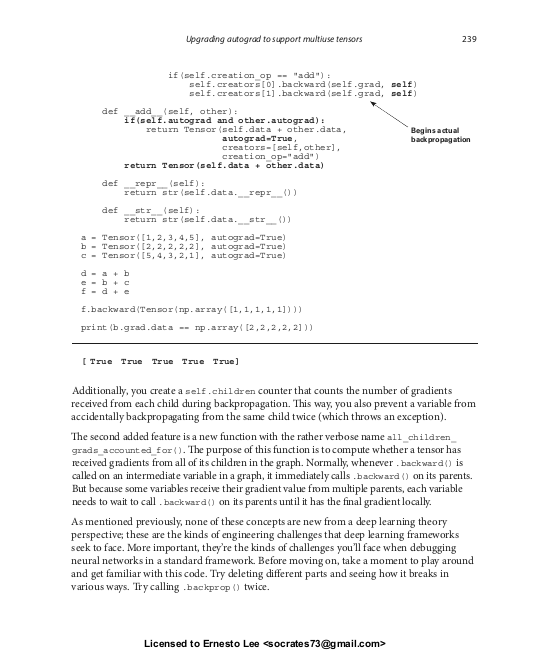 Upgrading autograd to support multiuse tensors 239
if(self.creation_op == "add"):
self.creators[0].backward(self.grad, self)
self.creators[1].backward(self.grad, self)
def __add__(self, other):
if(self.autograd and other.autograd):
return Tensor(self.data + other.data,
autograd=True,
creators=[self,other],
creation_op="add")
return Tensor(self.data + other.data)
Begins actual
backpropagation
def __repr__(self):
return str(self.data.__repr__())
def __str__(self):
return str(self.data.__str__())
a = Tensor([1,2,3,4,5], autograd=True)
b = Tensor([2,2,2,2,2], autograd=True)
c = Tensor([5,4,3,2,1], autograd=True)
d = a + b
e = b + c
f = d + e
f.backward(Tensor(np.array([1,1,1,1,1])))
print(b.grad.data == np.array([2,2,2,2,2]))
[ True True True True True]
Additionally, you create a self.children counter that counts the number of gradients
received from each child during backpropagation. This way, you also prevent a variable from
accidentally backpropagating from the same child twice (which throws an exception).
The second added feature is a new function with the rather verbose name all_children_
grads_accounted_for(). The purpose of this function is to compute whether a tensor has
received gradients from all of its children in the graph. Normally, whenever .backward() is
called on an intermediate variable in a graph, it immediately calls .backward() on its parents.
But because some variables receive their gradient value from multiple parents, each variable
needs to wait to call .backward() on its parents until it has the final gradient locally.
As mentioned previously, none of these concepts are new from a deep learning theory
perspective; these are the kinds of engineering challenges that deep learning frameworks
seek to face. More important, they're the kinds of challenges you'll face when debugging
neural networks in a standard framework. Before moving on, take a moment to play around
and get familiar with this code. Try deleting different parts and seeing how it breaks in
various ways. Try calling .backprop() twice.
Licensed to Ernesto Lee <socrates73@gmail.com>